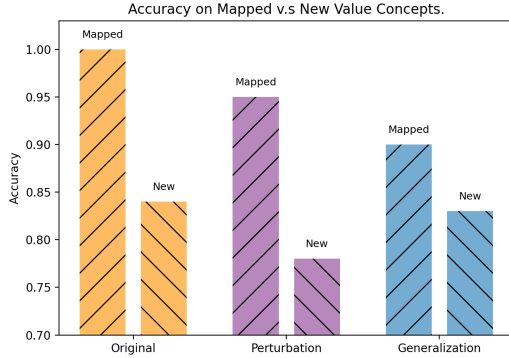 Accuracy on Mapped v.s New Value Concepts.
Mapped
1.00
Mapped
0.95
Mapped
0.90
New
New
0.85
Accuracy
0.80
New
0.75
0.70
Original
Perturbation
Generalization